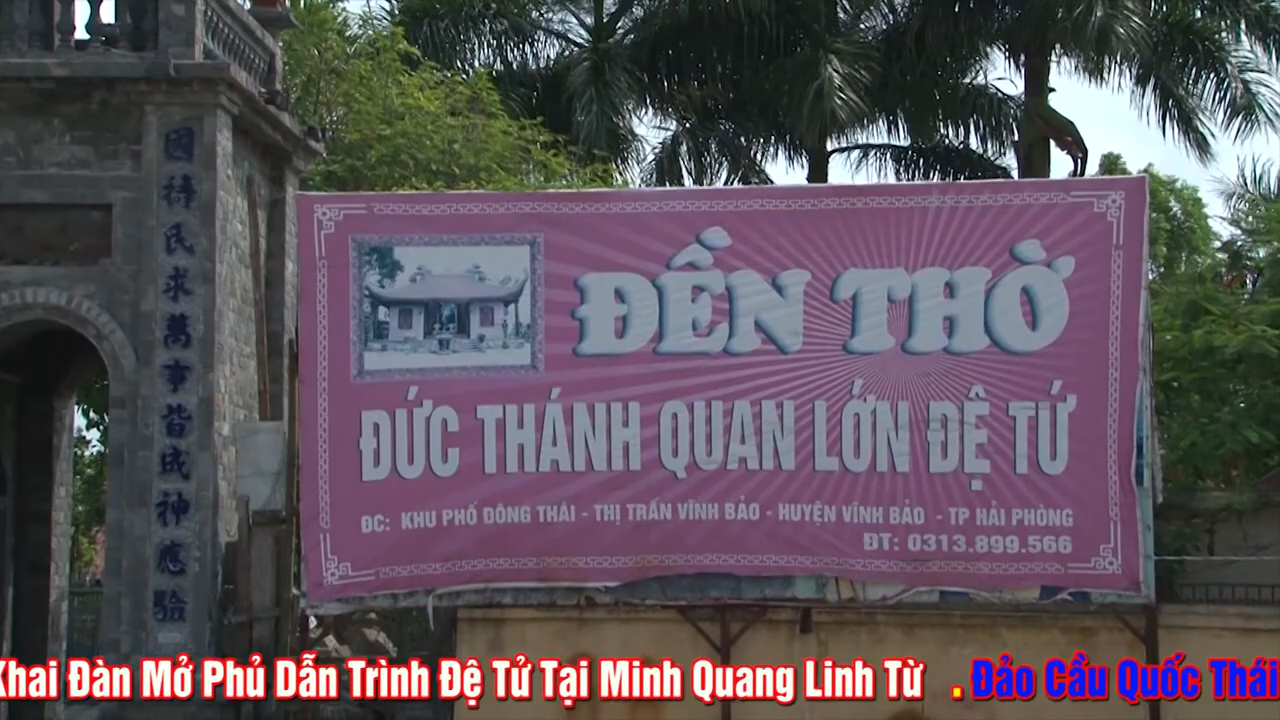 國禱民求萬事皆成神應驗
ĐỀN THỜ
ĐỨC THÁNH QUAN LỚN ĐỆ TỨ
ĐC: KHU PHỐ ĐÔNG THÁI - THỊ TRẤN VĨNH BẢO - HUYỆN VĨNH BẢO - TP HẢI PHÒNG
ĐT: 0313.899.566
Khai Đàn Mở Phủ Dẫn Trình Đệ Tử Tại Minh Quang Linh Từ . Đảo Cầu Quốc Thái